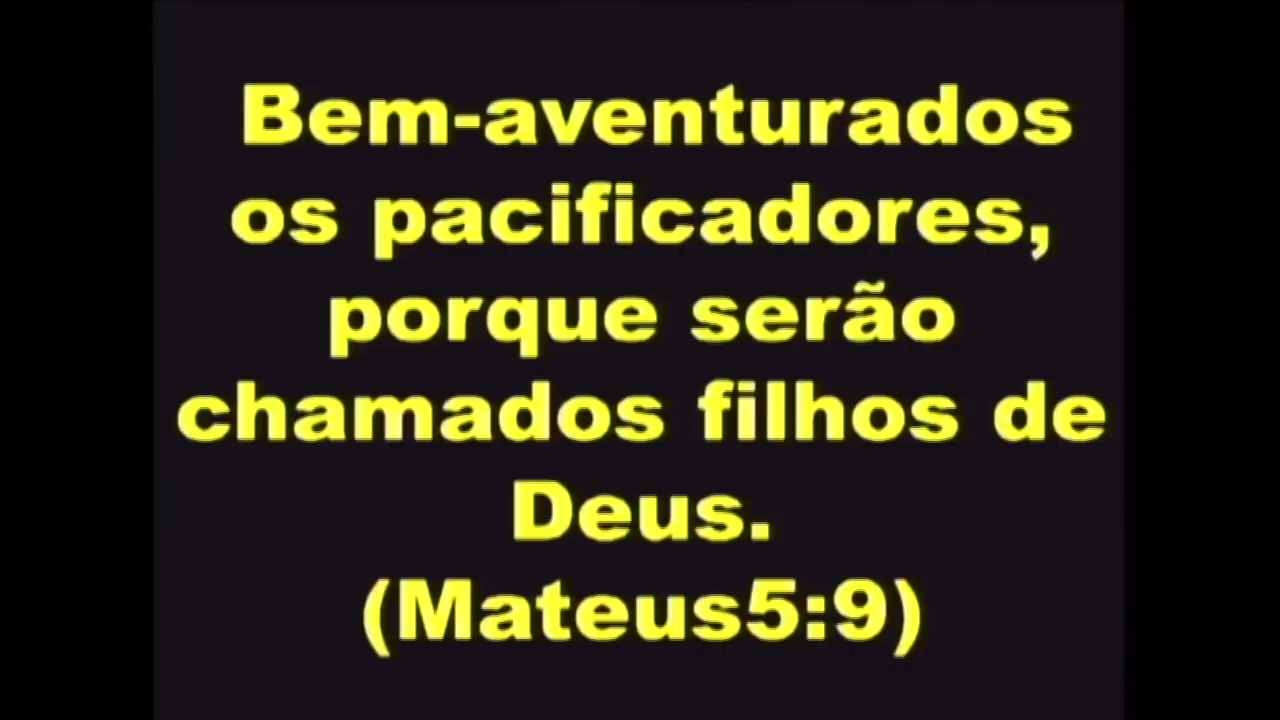 Bem-aventurados
os pacificadores,
porque serão
chamados filhos de
Deus.
(Mateus5:9)